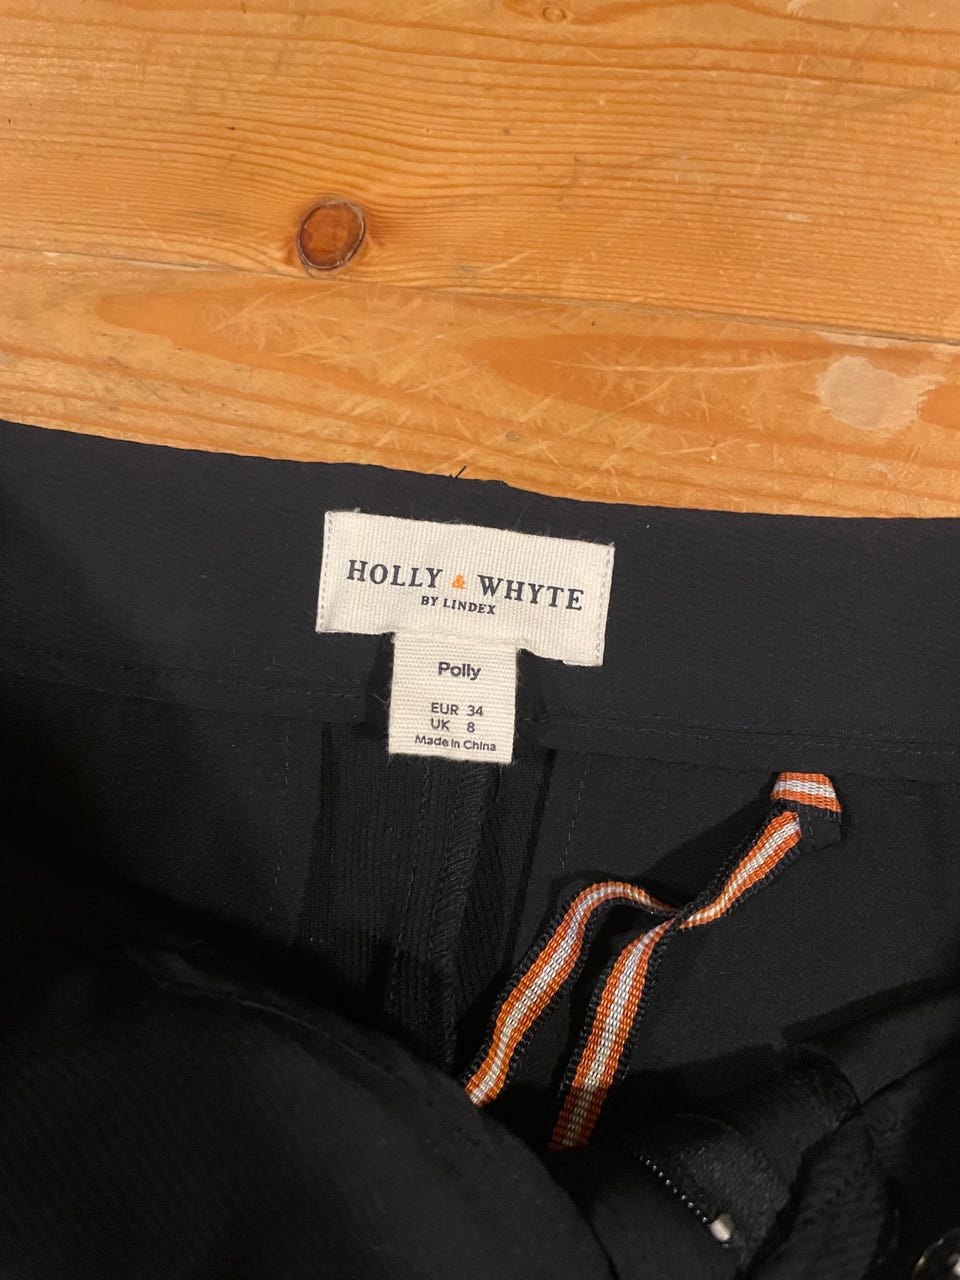 HOLLY & WHYTE
BY LINDEX
Polly
EUR 34
UK 8
Made in China